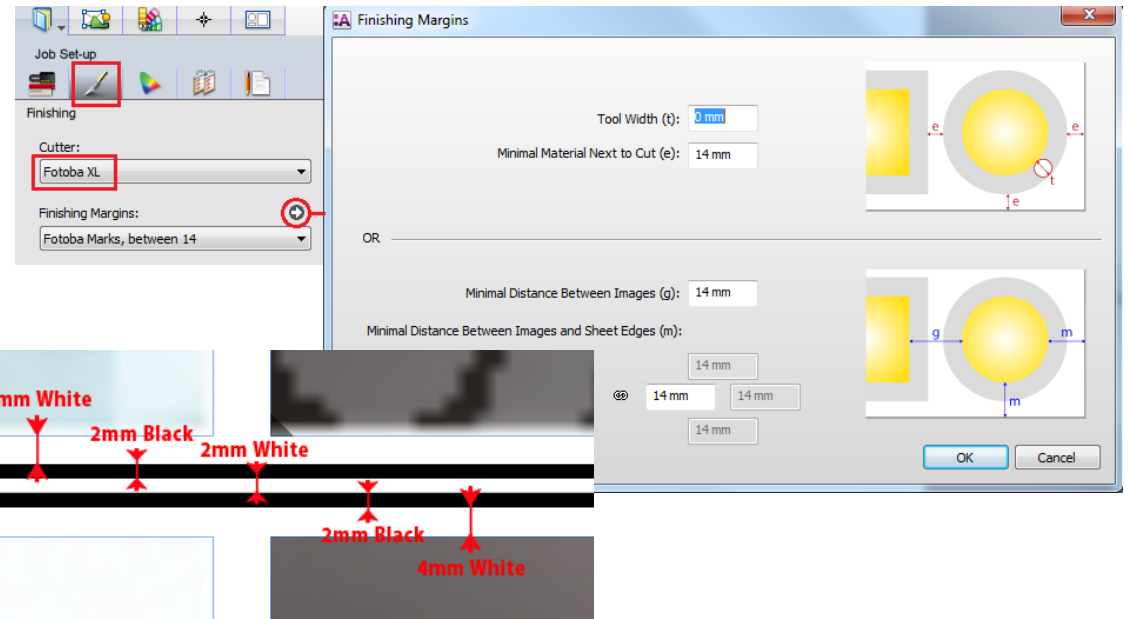 Job Set-up
Finishing
Cutter:
Fotoba XL
Finishing Margins:
Fotoba Marks, between 14
:A Finishing Margins
Tool Width (t): 0 mm
Minimal Material Next to Cut (e): 14 mm
e e
t
e
OR
Minimal Distance Between Images (g): 14 mm
Minimal Distance Between Images and Sheet Edges (m):
14 mm
14 mm 14 mm
14 mm
g m
m
OK Cancel
mm White
2mm Black
2mm White
2mm Black
4mm White